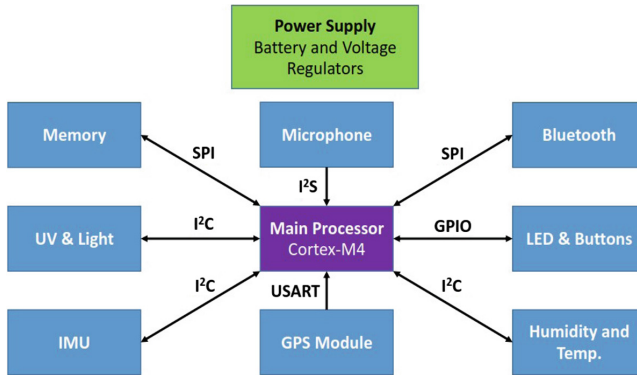 Power Supply
Battery and Voltage
Regulators
Memory
Microphone
Bluetooth
SPI
SPI
I²S
UV & Light
I²C
Main Processor
Cortex-M4
GPIO
LED & Buttons
I²C
USART
I²C
IMU
GPS Module
Humidity and
Temp.